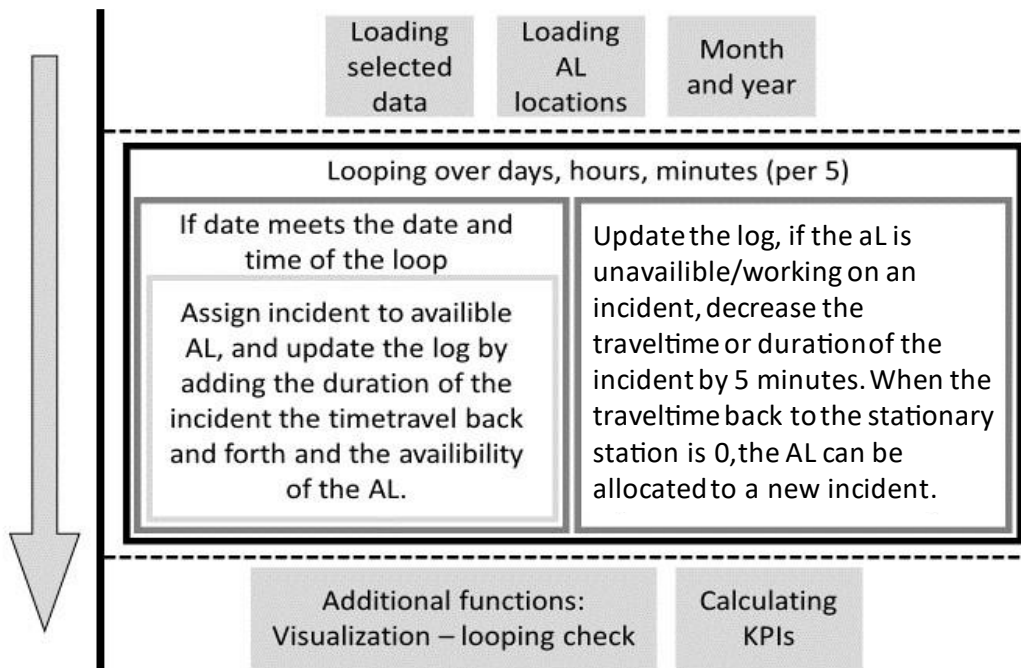 Loading
selected
data
Loading
AL
locations
Month
and year
Looping over days, hours, minutes (per 5)
If date meets the date and
time of the loop
Assign incident to availible
AL, and update the log by
adding the duration of the
incident the timetravel back
and forth and the availibility
of the AL.
Update the log, if the aL is
unavailible/working on an
incident, decrease the
traveltime or duration of the
incident by 5 minutes. When the
traveltime back to the stationary
station is 0, the AL can be
allocated to a new incident.
Additional functions:
Visualization – looping check
Calculating
KPIs